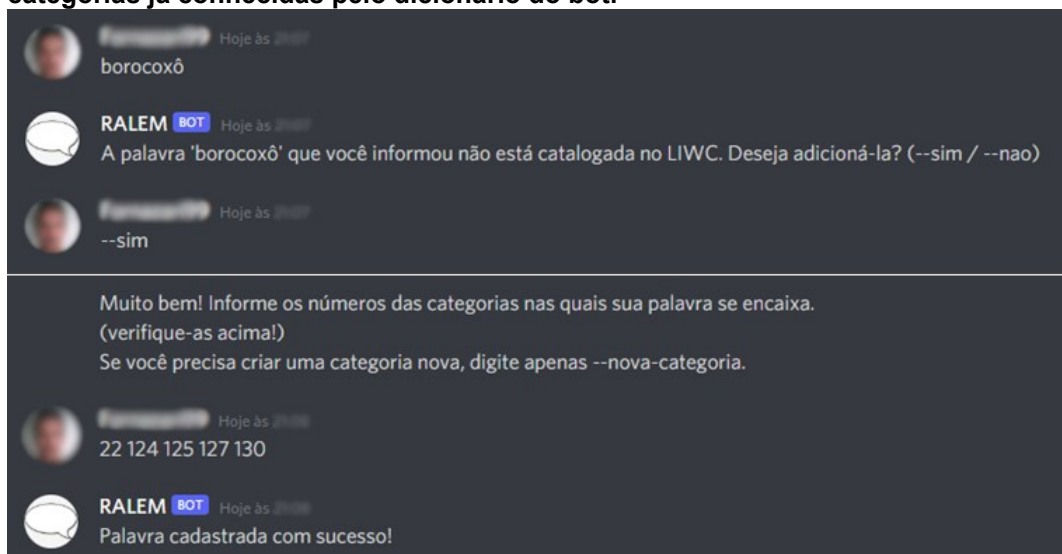 categorias já conhecidas pelo dicionário do bot.
Hoje às
borocoxô
RALEM BOT Hoje às
A palavra 'borocoxô' que você informou não está catalogada no LIWC. Deseja adicioná-la? (--sim / --nao)
Hoje às
--sim
Muito bem! Informe os números das categorias nas quais sua palavra se encaixa.
(verifique-as acima!)
Se você precisa criar uma categoria nova, digite apenas --nova-categoria.
Hoje às
22 124 125 127 130
RALEM BOT Hoje às
Palavra cadastrada com sucesso!